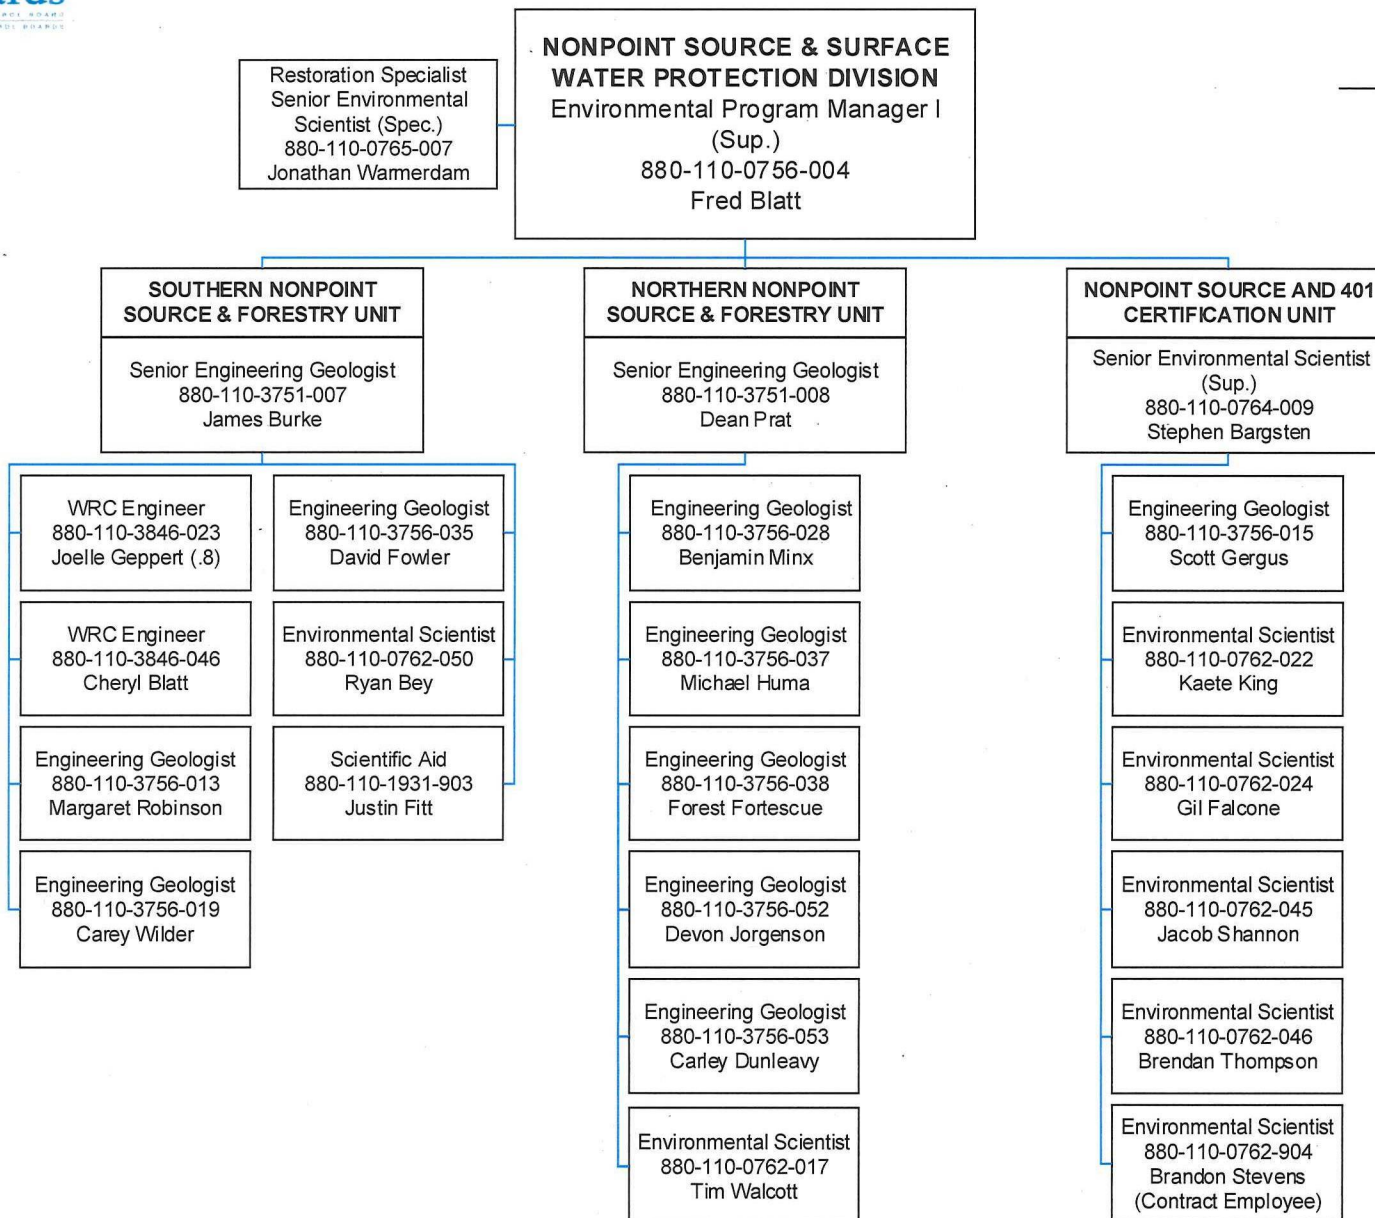 Restoration Specialist
Senior Environmental
Scientist (Spec.)
880-110-0765-007
Jonathan Warmerdam
NONPOINT SOURCE & SURFACE
WATER PROTECTION DIVISION
Environmental Program Manager I
(Sup.)
880-110-0756-004
Fred Blatt
SOUTHERN NONPOINT
SOURCE & FORESTRY UNIT
Senior Engineering Geologist
880-110-3751-007
James Burke
WRC Engineer
880-110-3846-023
Joelle Geppert (.8)
WRC Engineer
880-110-3846-046
Cheryl Blatt
Engineering Geologist
880-110-3756-013
Margaret Robinson
Engineering Geologist
880-110-3756-019
Carey Wilder
Engineering Geologist
880-110-3756-035
David Fowler
Environmental Scientist
880-110-0762-050
Ryan Bey
Scientific Aid
880-110-1931-903
Justin Fitt
NORTHERN NONPOINT
SOURCE & FORESTRY UNIT
Senior Engineering Geologist
880-110-3751-008
Dean Prat
Engineering Geologist
880-110-3756-028
Benjamin Minx
Engineering Geologist
880-110-3756-037
Michael Huma
Engineering Geologist
880-110-3756-038
Forest Fortescue
Engineering Geologist
880-110-3756-052
Devon Jorgenson
Engineering Geologist
880-110-3756-053
Carley Dunleavy
Environmental Scientist
880-110-0762-017
Tim Walcott
NONPOINT SOURCE AND 401
CERTIFICATION UNIT
Senior Environmental Scientist
(Sup.)
880-110-0764-009
Stephen Bargsten
Engineering Geologist
880-110-3756-015
Scott Gergus
Environmental Scientist
880-110-0762-022
Kaete King
Environmental Scientist
880-110-0762-024
Gil Falcone
Environmental Scientist
880-110-0762-045
Jacob Shannon
Environmental Scientist
880-110-0762-046
Brendan Thompson
Environmental Scientist
880-110-0762-904
Brandon Stevens
(Contract Employee)